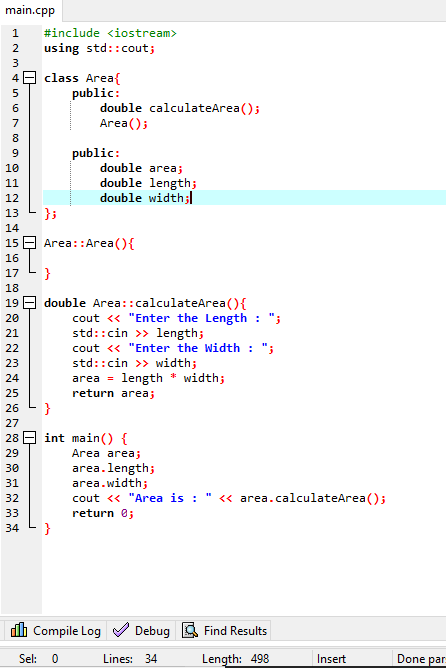 main.cpp
1 #include <iostream>
2 using std::cout;
3
4 class Area{
5 public:
6 double calculateArea();
7 Area();
8
9 public:
10 double area;
11 double length;
12 double width;
13 };
14
15 Area::Area(){
16
17 }
18
19 double Area::calculateArea(){
20 cout << "Enter the Length : ";
21 std::cin >> length;
22 cout << "Enter the Width : ";
23 std::cin >> width;
24 area = length * width;
25 return area;
26 }
27
28 int main() {
29 Area area;
30 area.length;
31 area.width;
32 cout << "Area is : " << area.calculateArea();
33 return 0;
34 }
Compile Log Debug Find Results
Sel: 0 Lines: 34 Length: 498 Insert Done par